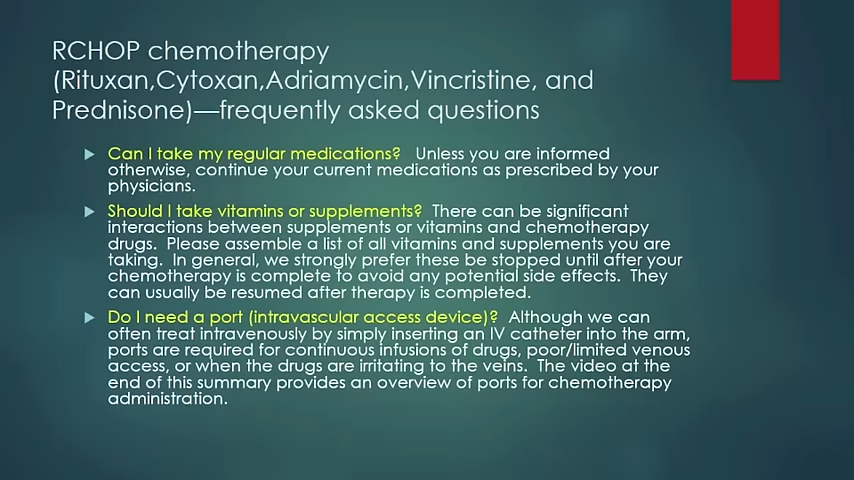 RCHOP chemotherapy
(Rituxan,Cytoxan,Adriamycin,Vincristine, and
Prednisone)—frequently asked questions
Can I take my regular medications? Unless you are informed
otherwise, continue your current medications as prescribed by your
physicians.
Should I take vitamins or supplements? There can be significant
interactions between supplements or vitamins and chemotherapy
drugs. Please assemble a list of all vitamins and supplements you are
taking. In general, we strongly prefer these be stopped until after your
chemotherapy is complete to avoid any potential side effects. They
can usually be resumed after therapy is completed.
Do I need a port (intravascular access device)? Although we can
often treat intravenously by simply inserting an IV catheter into the arm,
ports are required for continuous infusions of drugs, poor/limited venous
access, or when the drugs are irritating to the veins. The video at the
end of this summary provides an overview of ports for chemotherapy
administration.